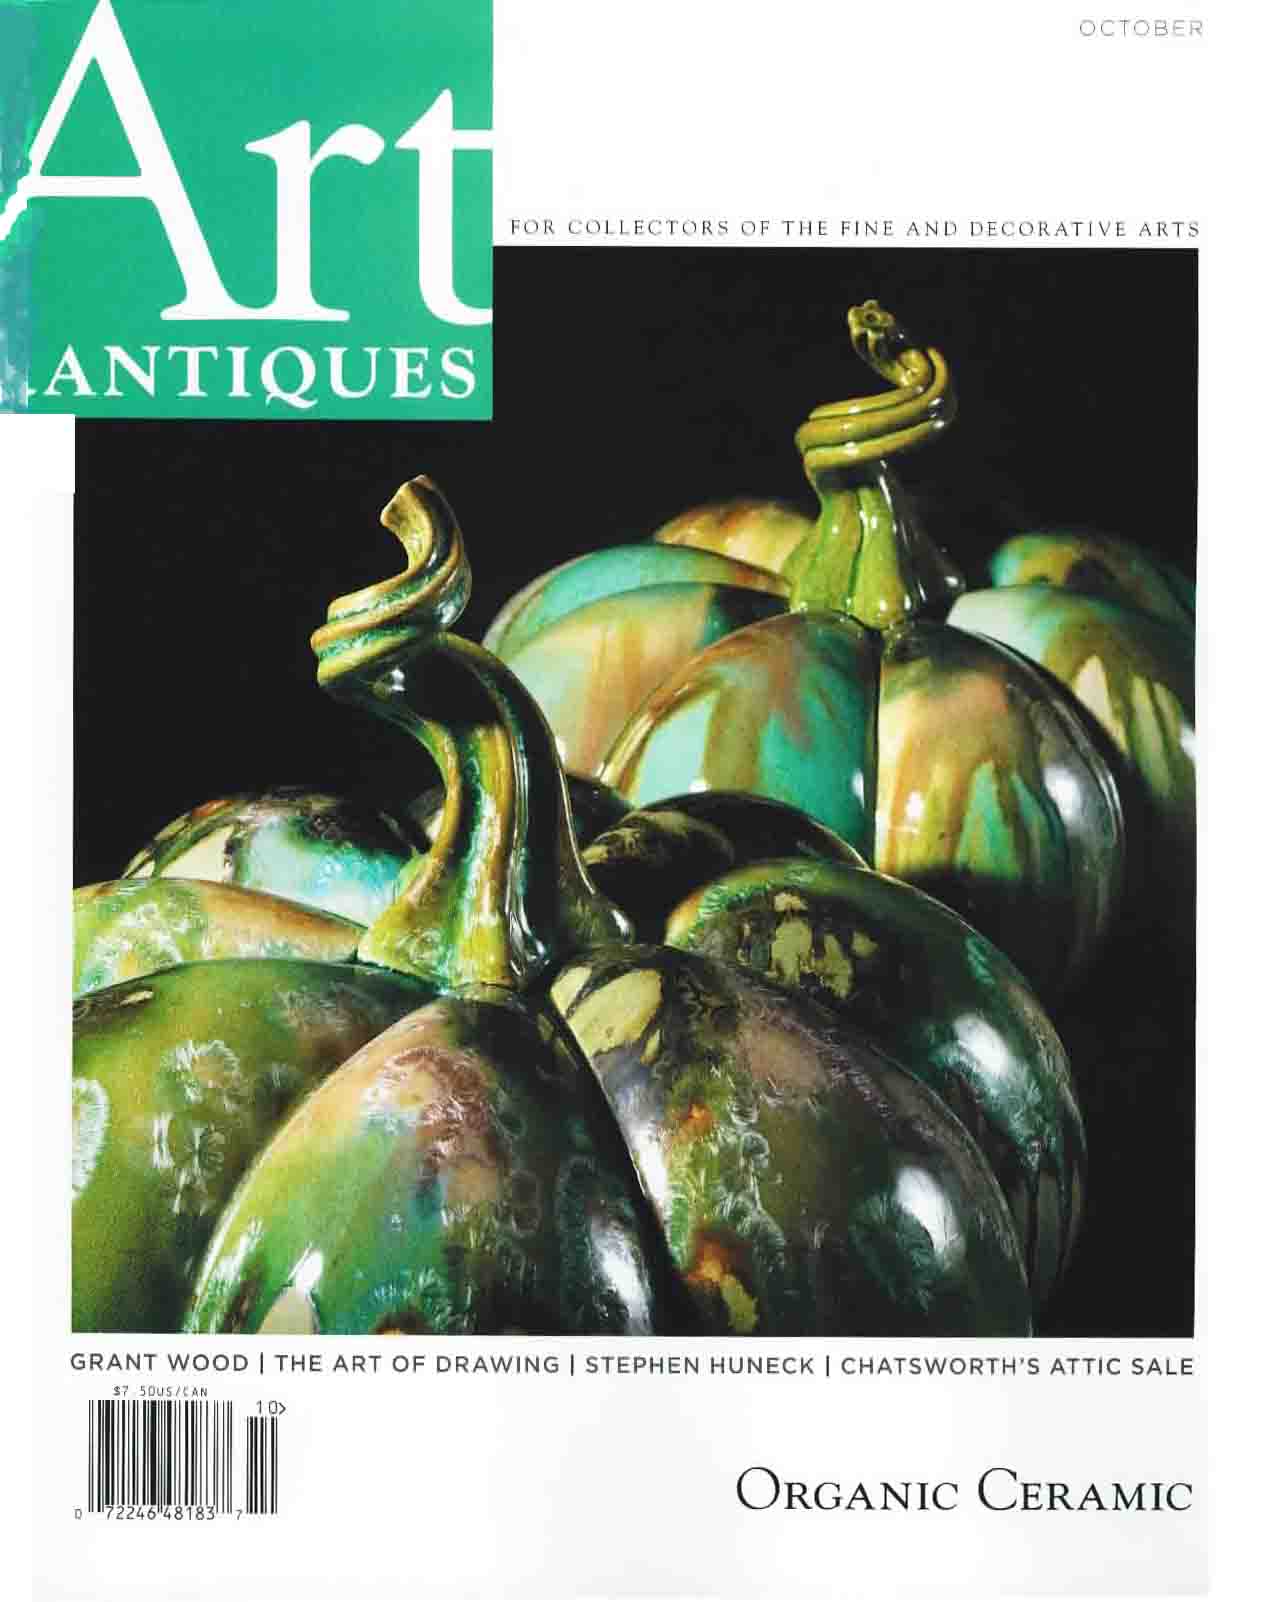 OCTOBER
Art
ANTIQUES
FOR COLLECTORS OF THE FINE AND DECORATIVE ARTS
GRANT WOOD | THE ART OF DRAWING | STEPHEN HUNECK | CHATSWORTH'S ATTIC SALE
$7.50US/CAN
10>
0 72246 48183 7
ORGANIC CERAMIC